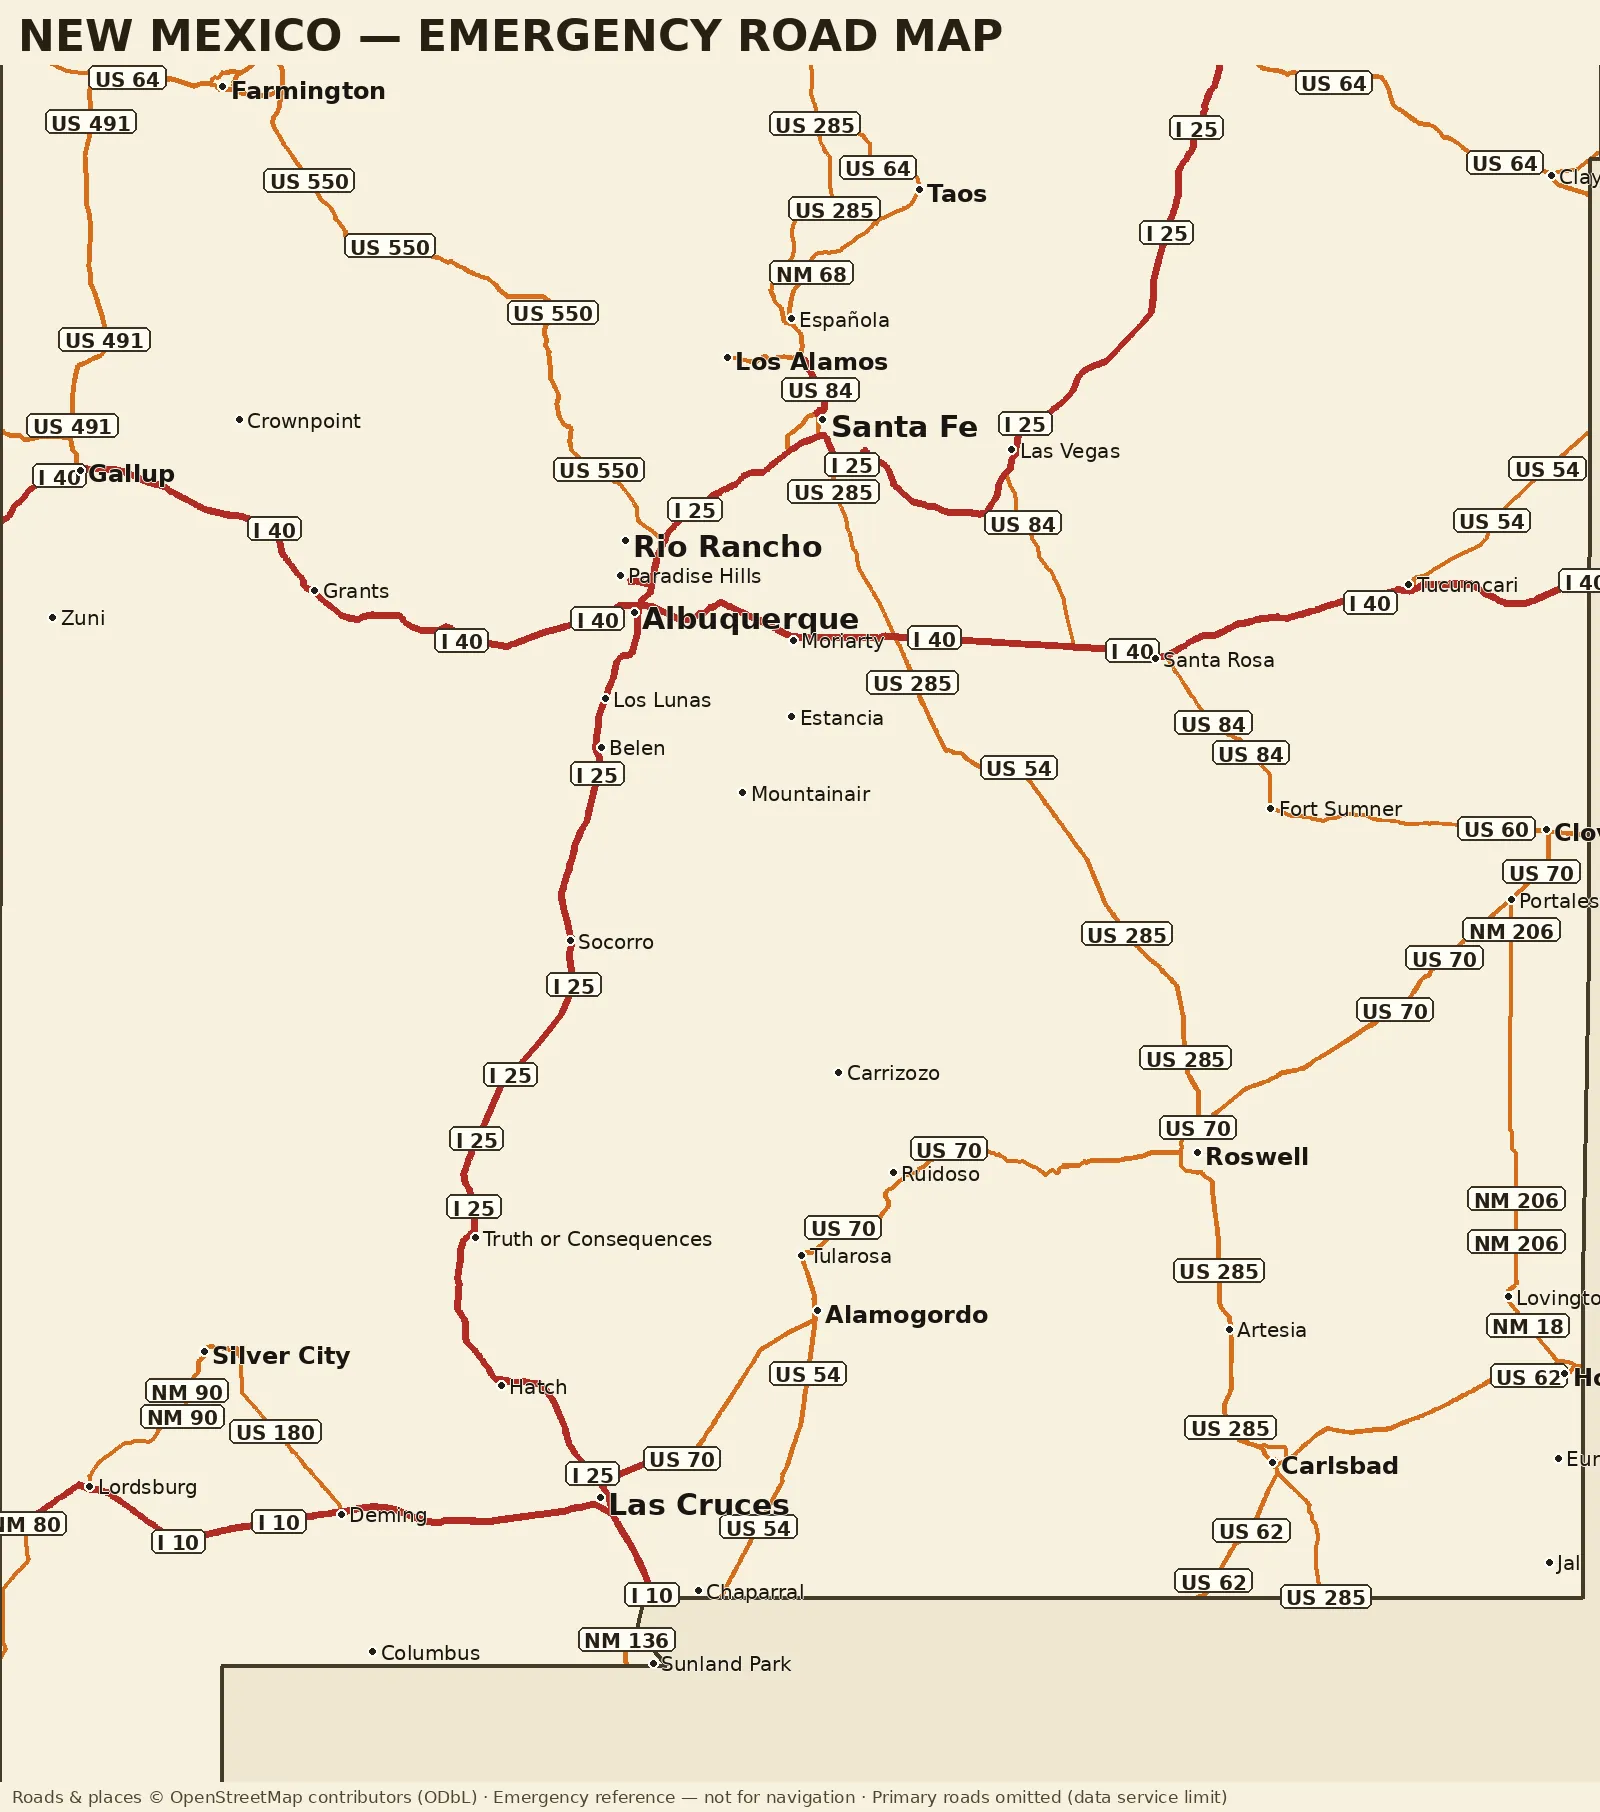 NEW MEXICO — EMERGENCY ROAD MAP
US 64
Farmington
US 64
US 491
US 285
I 25
US 64
US 64
Clay
US 550
Taos
US 285
I 25
US 550
NM 68
US 550
Española
US 491
Los Alamos
US 84
Crownpoint
US 491
Santa Fe
I 25
Las Vegas
I 40
Gallup
US 550
I 25
US 54
US 285
I 25
US 84
US 54
I 40
Rio Rancho
Paradise Hills
Grants
Tucumcari
I 40
I 40
Zuni
I 40
Albuquerque
I 40
Moriarty
I 40
I 40
Santa Rosa
US 285
Los Lunas
Estancia
US 84
Belen
US 84
I 25
US 54
Mountainair
Fort Sumner
US 60
Clov
US 70
Portales
US 285
NM 206
Socorro
US 70
I 25
US 70
US 285
I 25
Carrizozo
US 70
I 25
US 70
Roswell
Ruidoso
NM 206
I 25
US 70
Truth or Consequences
NM 206
Tularosa
US 285
Lovingto
Alamogordo
NM 18
Artesia
Silver City
US 54
US 62
Ho
Hatch
NM 90
NM 90
US 180
US 285
US 70
Eur
Carlsbad
I 25
Lordsburg
Las Cruces
Deming
NM 80
I 10
I 10
US 54
US 62
Jal
US 62
I 10
Chaparral
US 285
NM 136
Columbus
Sunland Park
Roads & places © OpenStreetMap contributors (ODbL) · Emergency reference — not for navigation · Primary roads omitted (data service limit)